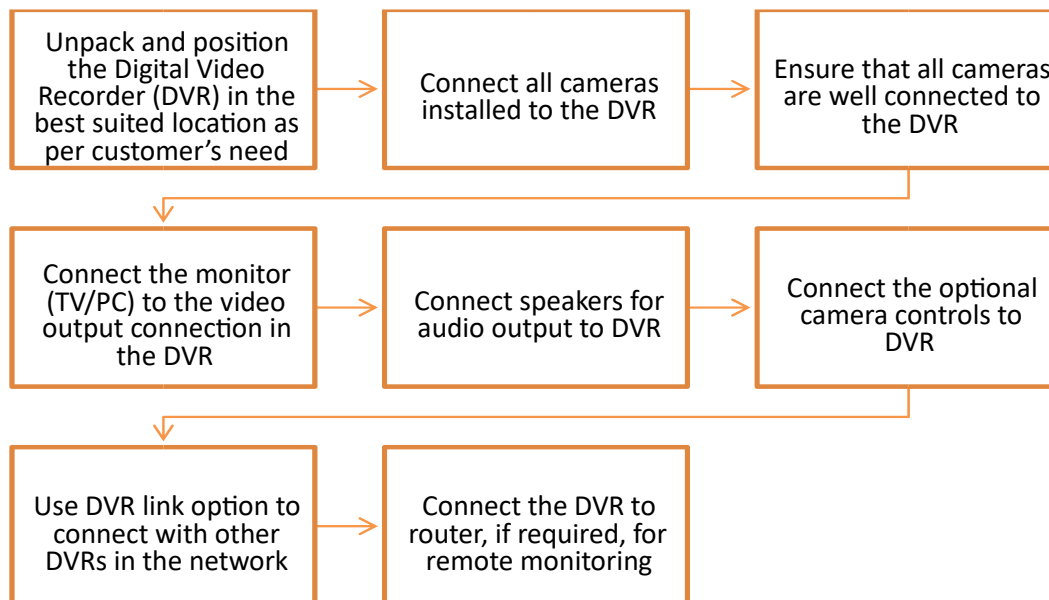 Unpack and position
the Digital Video
Recorder (DVR) in the
best suited location as
per customer’s need
Connect all cameras
installed to the DVR
Ensure that all cameras
are well connected to
the DVR
Connect the monitor
(TV/PC) to the video
output connection in
the DVR
Connect speakers for
audio output to DVR
Connect the optional
camera controls to
DVR
Use DVR link option to
connect with other
DVRs in the network
Connect the DVR to
router, if required, for
remote monitoring